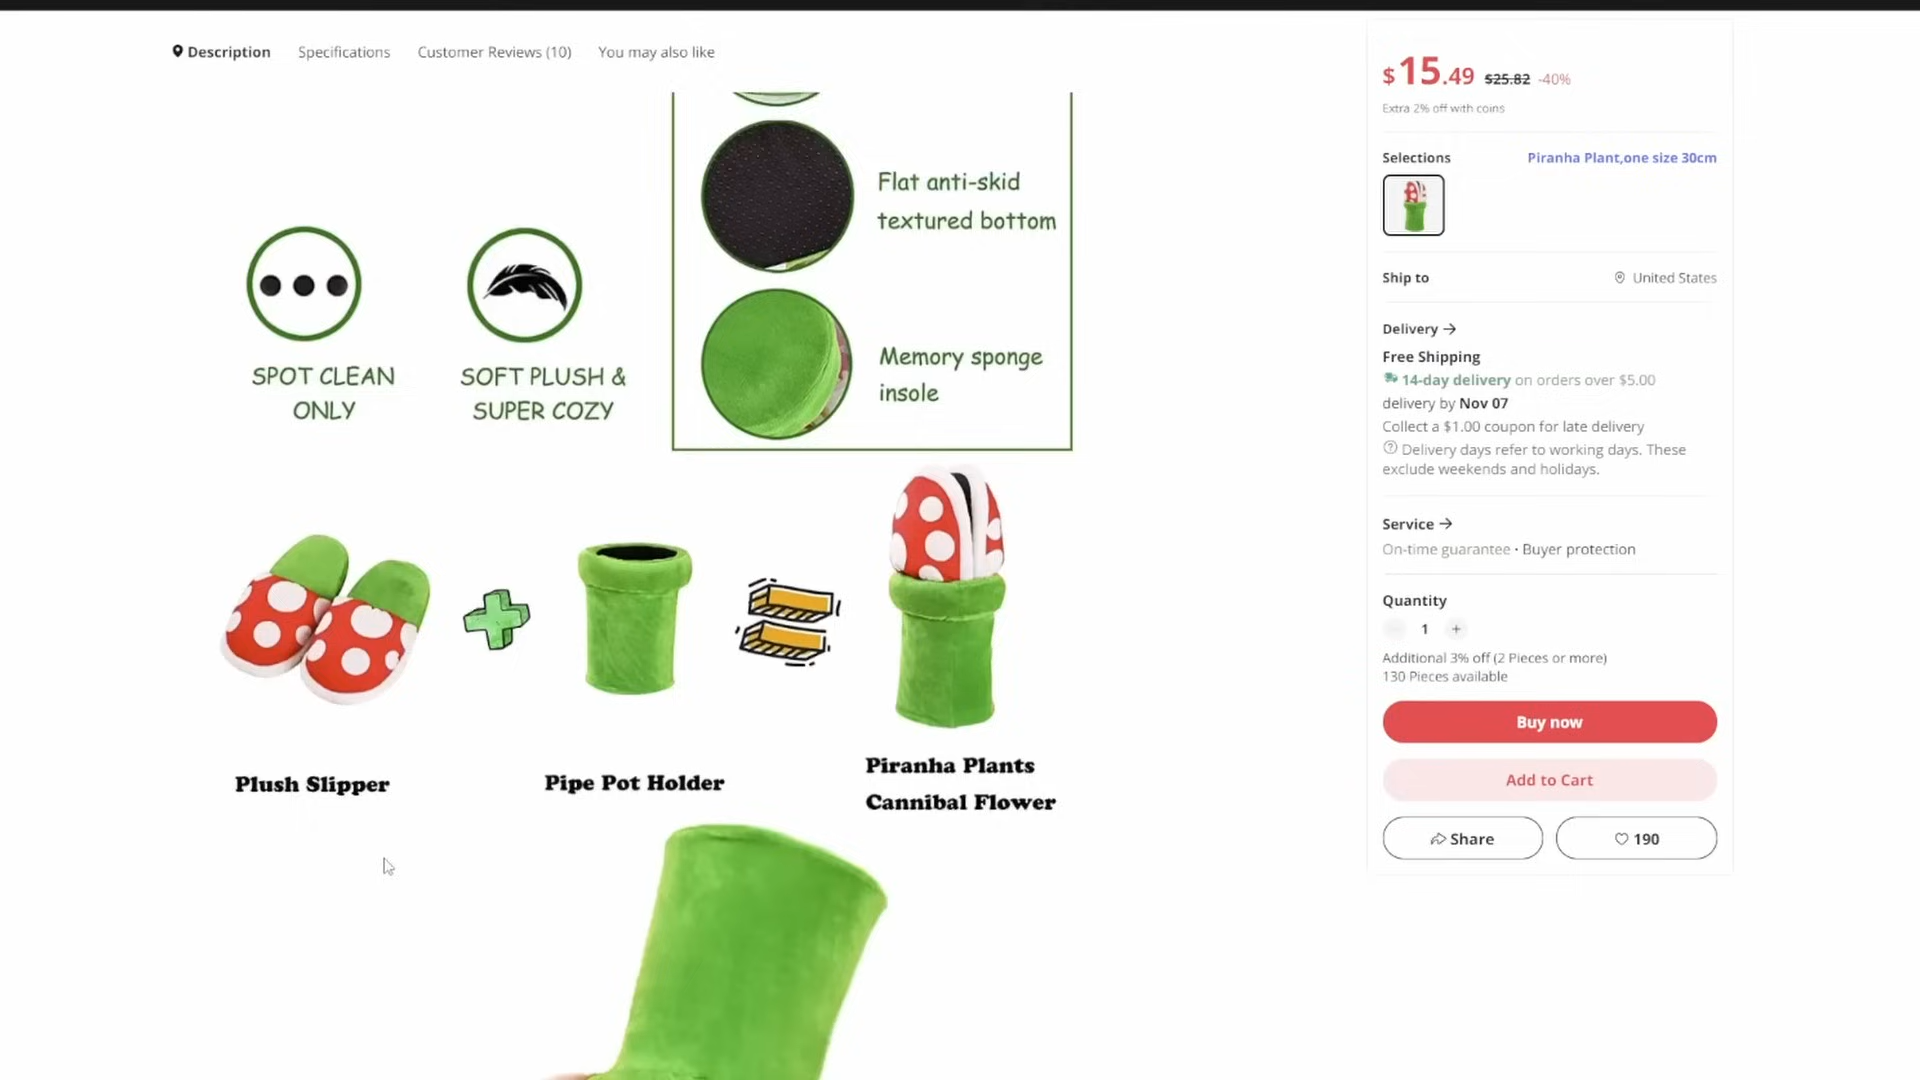 Description
Specifications
Customer Reviews (10)
You may also like
Flat anti-skid
textured bottom
SPOT CLEAN
ONLY
SOFT PLUSH &
SUPER COZY
Memory sponge
insole
Plush Slipper
Pipe Pot Holder
Piranha Plants
Cannibal Flower
$15.49 $25.82 -40%
Extra 2% off with coins
Selections
Piranha Plant,one size 30cm
Ship to
United States
Delivery
Free Shipping
14-day delivery on orders over $5.00
delivery by Nov 07
Collect a $1.00 coupon for late delivery
Delivery days refer to working days. These
exclude weekends and holidays.
Service
On-time guarantee · Buyer protection
Quantity
1 +
Additional 3% off (2 Pieces or more)
130 Pieces available
Buy now
Add to Cart
Share
190